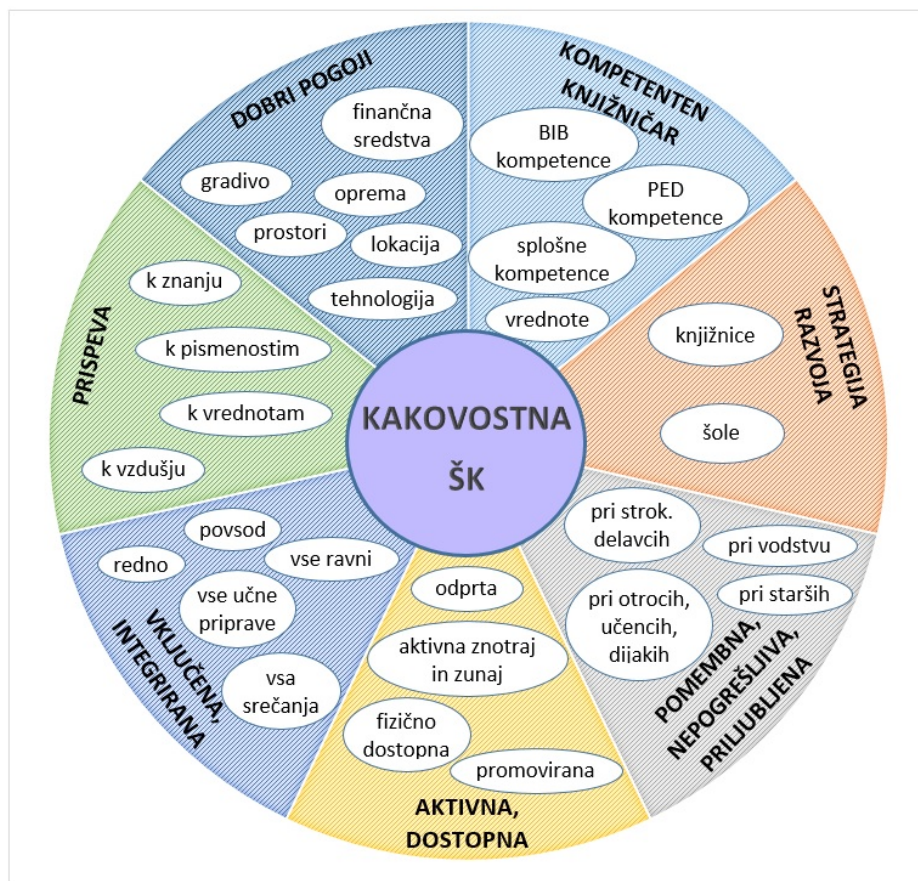 DOBRI POGOJI
finančna
sredstva
gradivo
oprema
prostori
lokacija
tehnologija
KOMPETENTEN
KNJIŽNIČAR
BIB
kompetence
PED
kompetence
splošne
kompetence
vrednote
STRATEGIJA
RAZVOJA
knjižnice
šole
pri strok.
delavcih
pri vodstvu
pri starših
pri otrocih,
učencih,
dijakih
POMEMBNA,
NEPOGREŠLJIVA,
PRILJUBLJENA
odprta
aktivna znotraj
in zunaj
fizično
dostopna
promovirana
AKTIVNA,
DOSTOPNA
povsod
redno
vse ravni
vse učne
priprave
vsa
srečanja
VKLJUČENA,
INTEGRIRANA
PRISPEVA
k znanju
k pismenostim
k vrednotam
k vzdušju
KAKOVOSTNA
ŠK